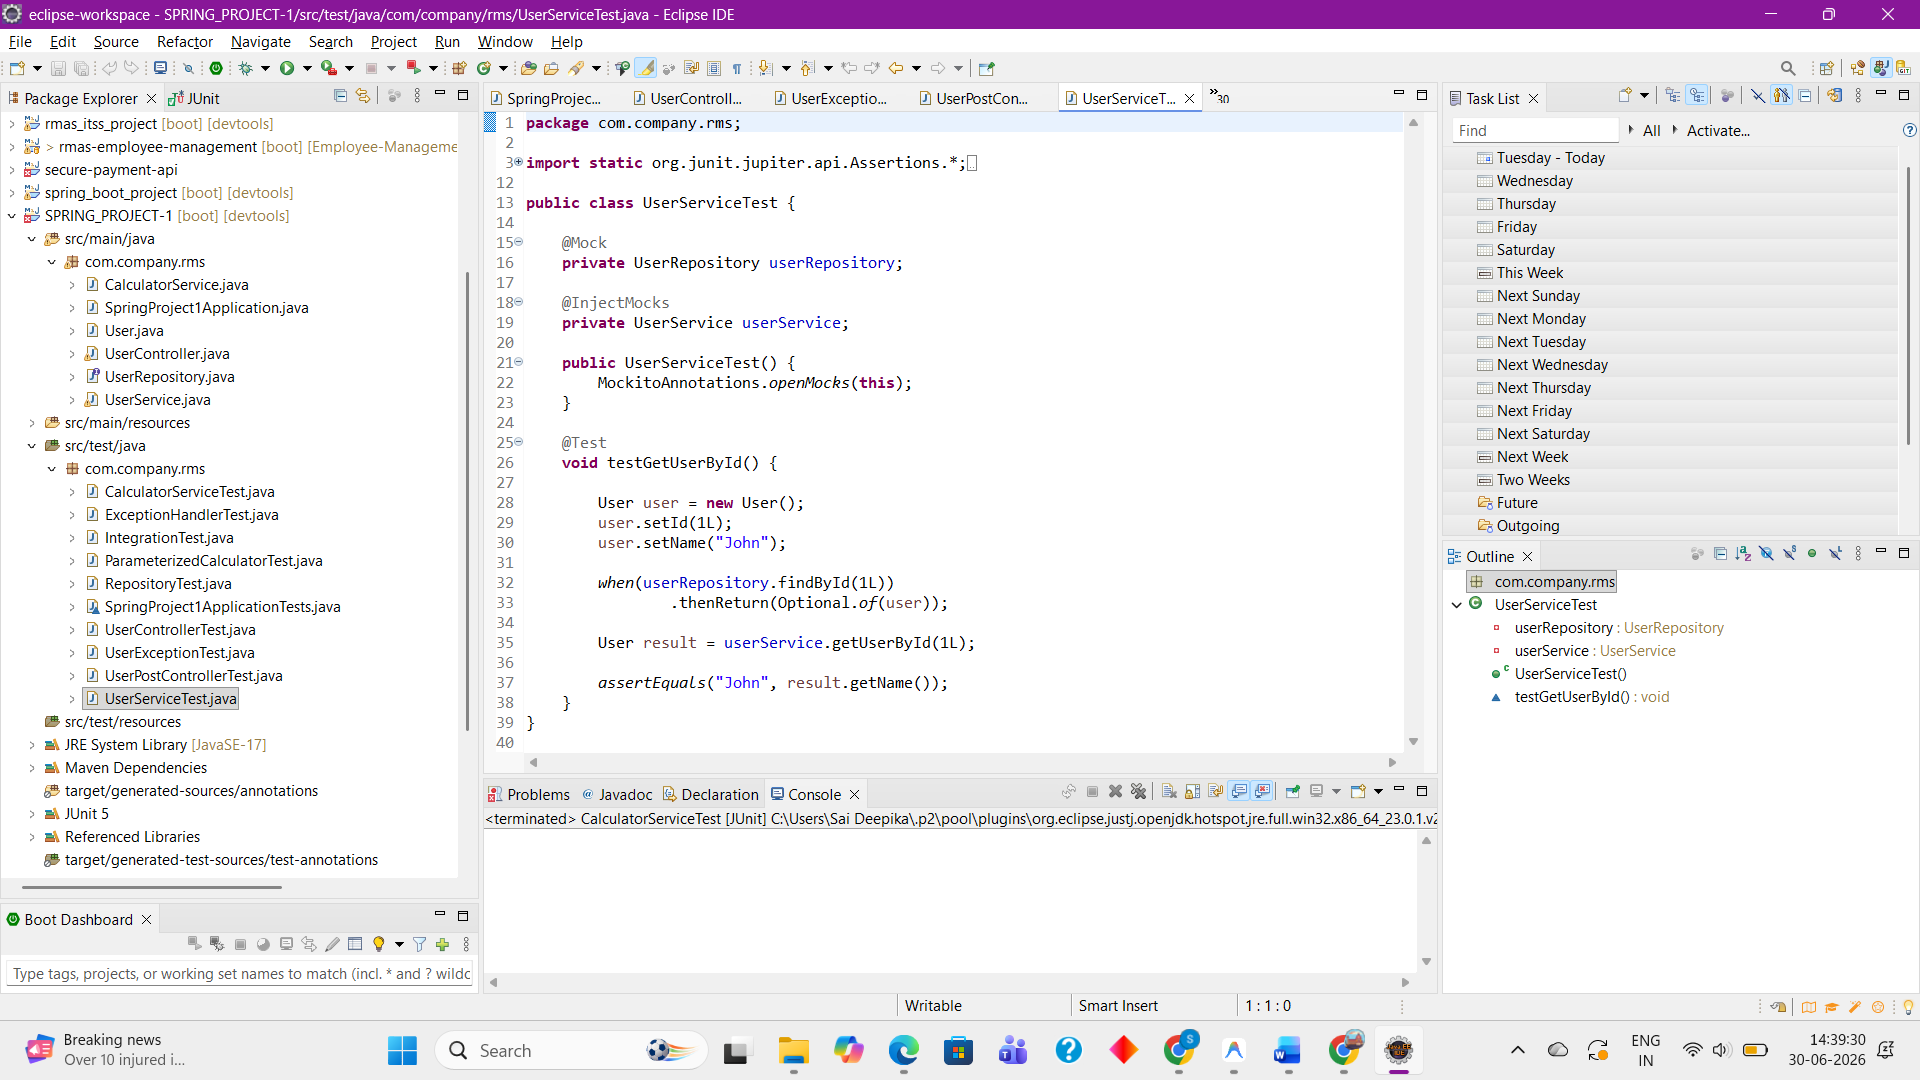 eclipse-workspace - SPRING_PROJECT-1/src/test/java/com/company/rms/UserServiceTest.java - Eclipse IDE
File Edit Source Refactor Navigate Search Project Run Window Help
Package Explorer JUnit
rmas_itss_project [boot] [devtools]
> rmas-employee-management [boot] [Employee-Manageme
secure-payment-api
spring_boot_project [boot] [devtools]
SPRING_PROJECT-1 [boot] [devtools]
src/main/java
com.company.rms
CalculatorService.java
SpringProject1Application.java
User.java
UserController.java
UserRepository.java
UserService.java
src/main/resources
src/test/java
com.company.rms
CalculatorServiceTest.java
ExceptionHandlerTest.java
IntegrationTest.java
ParameterizedCalculatorTest.java
RepositoryTest.java
SpringProject1ApplicationTests.java
UserControllerTest.java
UserExceptionTest.java
UserPostControllerTest.java
UserServiceTest.java
src/test/resources
JRE System Library [JavaSE-17]
Maven Dependencies
target/generated-sources/annotations
JUnit 5
Referenced Libraries
target/generated-test-sources/test-annotations
Boot Dashboard
Type tags, projects, or working set names to match (incl. * and ? wildc
SpringProjec... UserControll... UserExceptio... UserPostCon... UserServiceT... »30
1 package com.company.rms;
2
3 import static org.junit.jupiter.api.Assertions.*;
12
13 public class UserServiceTest {
14
15 @Mock
16 private UserRepository userRepository;
17
18 @InjectMocks
19 private UserService userService;
20
21 public UserServiceTest() {
22 MockitoAnnotations.openMocks(this);
23 }
24
25 @Test
26 void testGetUserById() {
27
28 User user = new User();
29 user.setId(1L);
30 user.setName("John");
31
32 when(userRepository.findById(1L))
33 .thenReturn(Optional.of(user));
34
35 User result = userService.getUserById(1L);
36
37 assertEquals("John", result.getName());
38 }
39 }
40
Problems Javadoc Declaration Console
<terminated> CalculatorServiceTest [JUnit] C:\Users\Sai Deepika\.p2\pool\plugins\org.eclipse.justj.openjdk.hotspot.jre.full.win32.x86_64_23.0.1.v2
Task List
Find All Activate...
Tuesday - Today
Wednesday
Thursday
Friday
Saturday
This Week
Next Sunday
Next Monday
Next Tuesday
Next Wednesday
Next Thursday
Next Friday
Next Saturday
Next Week
Two Weeks
Future
Outgoing
Outline
com.company.rms
UserServiceTest
userRepository : UserRepository
userService : UserService
UserServiceTest()
testGetUserById() : void
Writable Smart Insert 1 : 1 : 0
Breaking news
Over 10 injured i...
Search
ENG
IN
14:39:30
30-06-2026